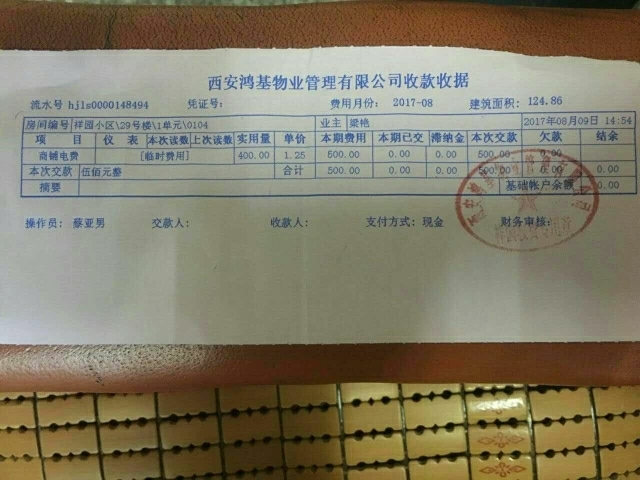 西安鸿基物业管理有限公司收款收据
流水号 hjls0000148494 凭证号: 费用月份: 2017-08 建筑面积: 124.86
房间编号 祥园小区\29号楼\1单元\0104 业主 梁艳 2017年08月09日 14:54
项 目 仪 表 本次读数 上次读数 实用量 单价 本期费用 本期已交 滞纳金 本次交款 欠款 结余
商铺电费 [临时费用] 400.00 1.25 500.00 0.00 0.00 500.00 0.00
本次交款 伍佰元整 合计 500.00 0.00 0.00 500.00 0.00 0.00
摘要 基础帐户余额 0.00
操作员: 蔡亚男 交款人: 收款人: 支付方式: 现金 财务审核: